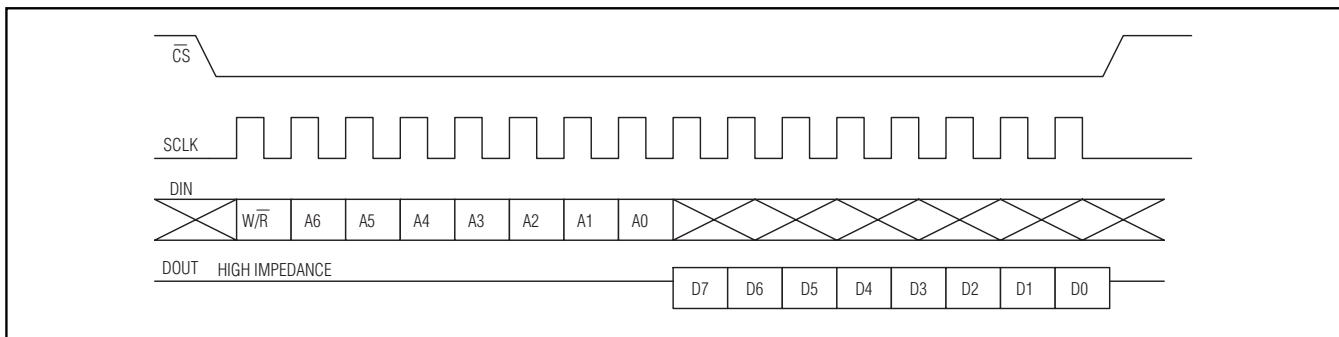 C̅S̅
SCLK
DIN
W/R̅ A6 A5 A4 A3 A2 A1 A0
DOUT HIGH IMPEDANCE
D7 D6 D5 D4 D3 D2 D1 D0